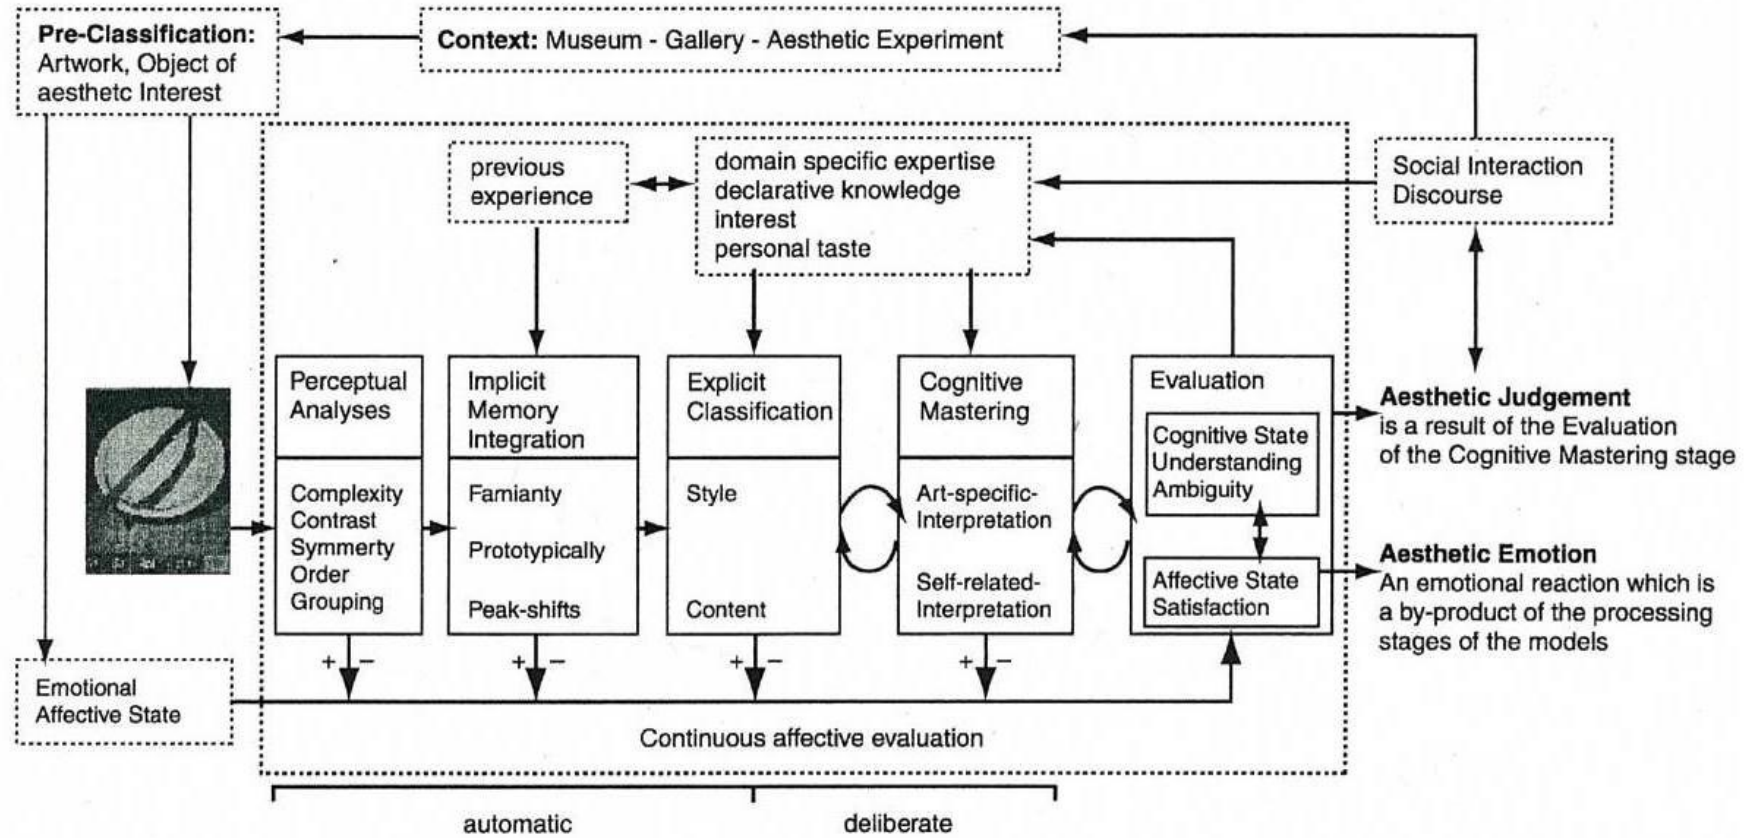 Pre-Classification:
Artwork, Object of
aesthetc Interest
Context: Museum - Gallery - Aesthetic Experiment
previous
experience
domain specific expertise
declarative knowledge
interest
personal taste
Social Interaction
Discourse
Perceptual
Analyses
Complexity
Contrast
Symmerty
Order
Grouping
Implicit
Memory
Integration
Famianty
Prototypically
Peak-shifts
Explicit
Classification
Style
Content
Cognitive
Mastering
Art-specific-
Interpretation
Self-related-
Interpretation
Evaluation
Cognitive State
Understanding
Ambiguity
Affective State
Satisfaction
Aesthetic Judgement
is a result of the Evaluation
of the Cognitive Mastering stage
Aesthetic Emotion
An emotional reaction which is
a by-product of the processing
stages of the models
+ −
+ −
+ −
+ −
Emotional
Affective State
Continuous affective evaluation
automatic
deliberate